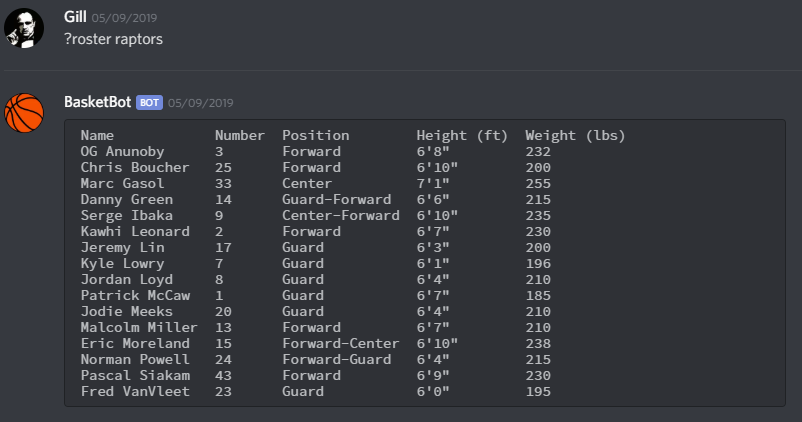 Gill 05/09/2019
?roster raptors
BasketBot BOT 05/09/2019
Name Number Position Height (ft) Weight (lbs)
OG Anunoby 3 Forward 6'8" 232
Chris Boucher 25 Forward 6'10" 200
Marc Gasol 33 Center 7'1" 255
Danny Green 14 Guard-Forward 6'6" 215
Serge Ibaka 9 Center-Forward 6'10" 235
Kawhi Leonard 2 Forward 6'7" 230
Jeremy Lin 17 Guard 6'3" 200
Kyle Lowry 7 Guard 6'1" 196
Jordan Loyd 8 Guard 6'4" 210
Patrick McCaw 1 Guard 6'7" 185
Jodie Meeks 20 Guard 6'4" 210
Malcolm Miller 13 Forward 6'7" 210
Eric Moreland 15 Forward-Center 6'10" 238
Norman Powell 24 Forward-Guard 6'4" 215
Pascal Siakam 43 Forward 6'9" 230
Fred VanVleet 23 Guard 6'0" 195